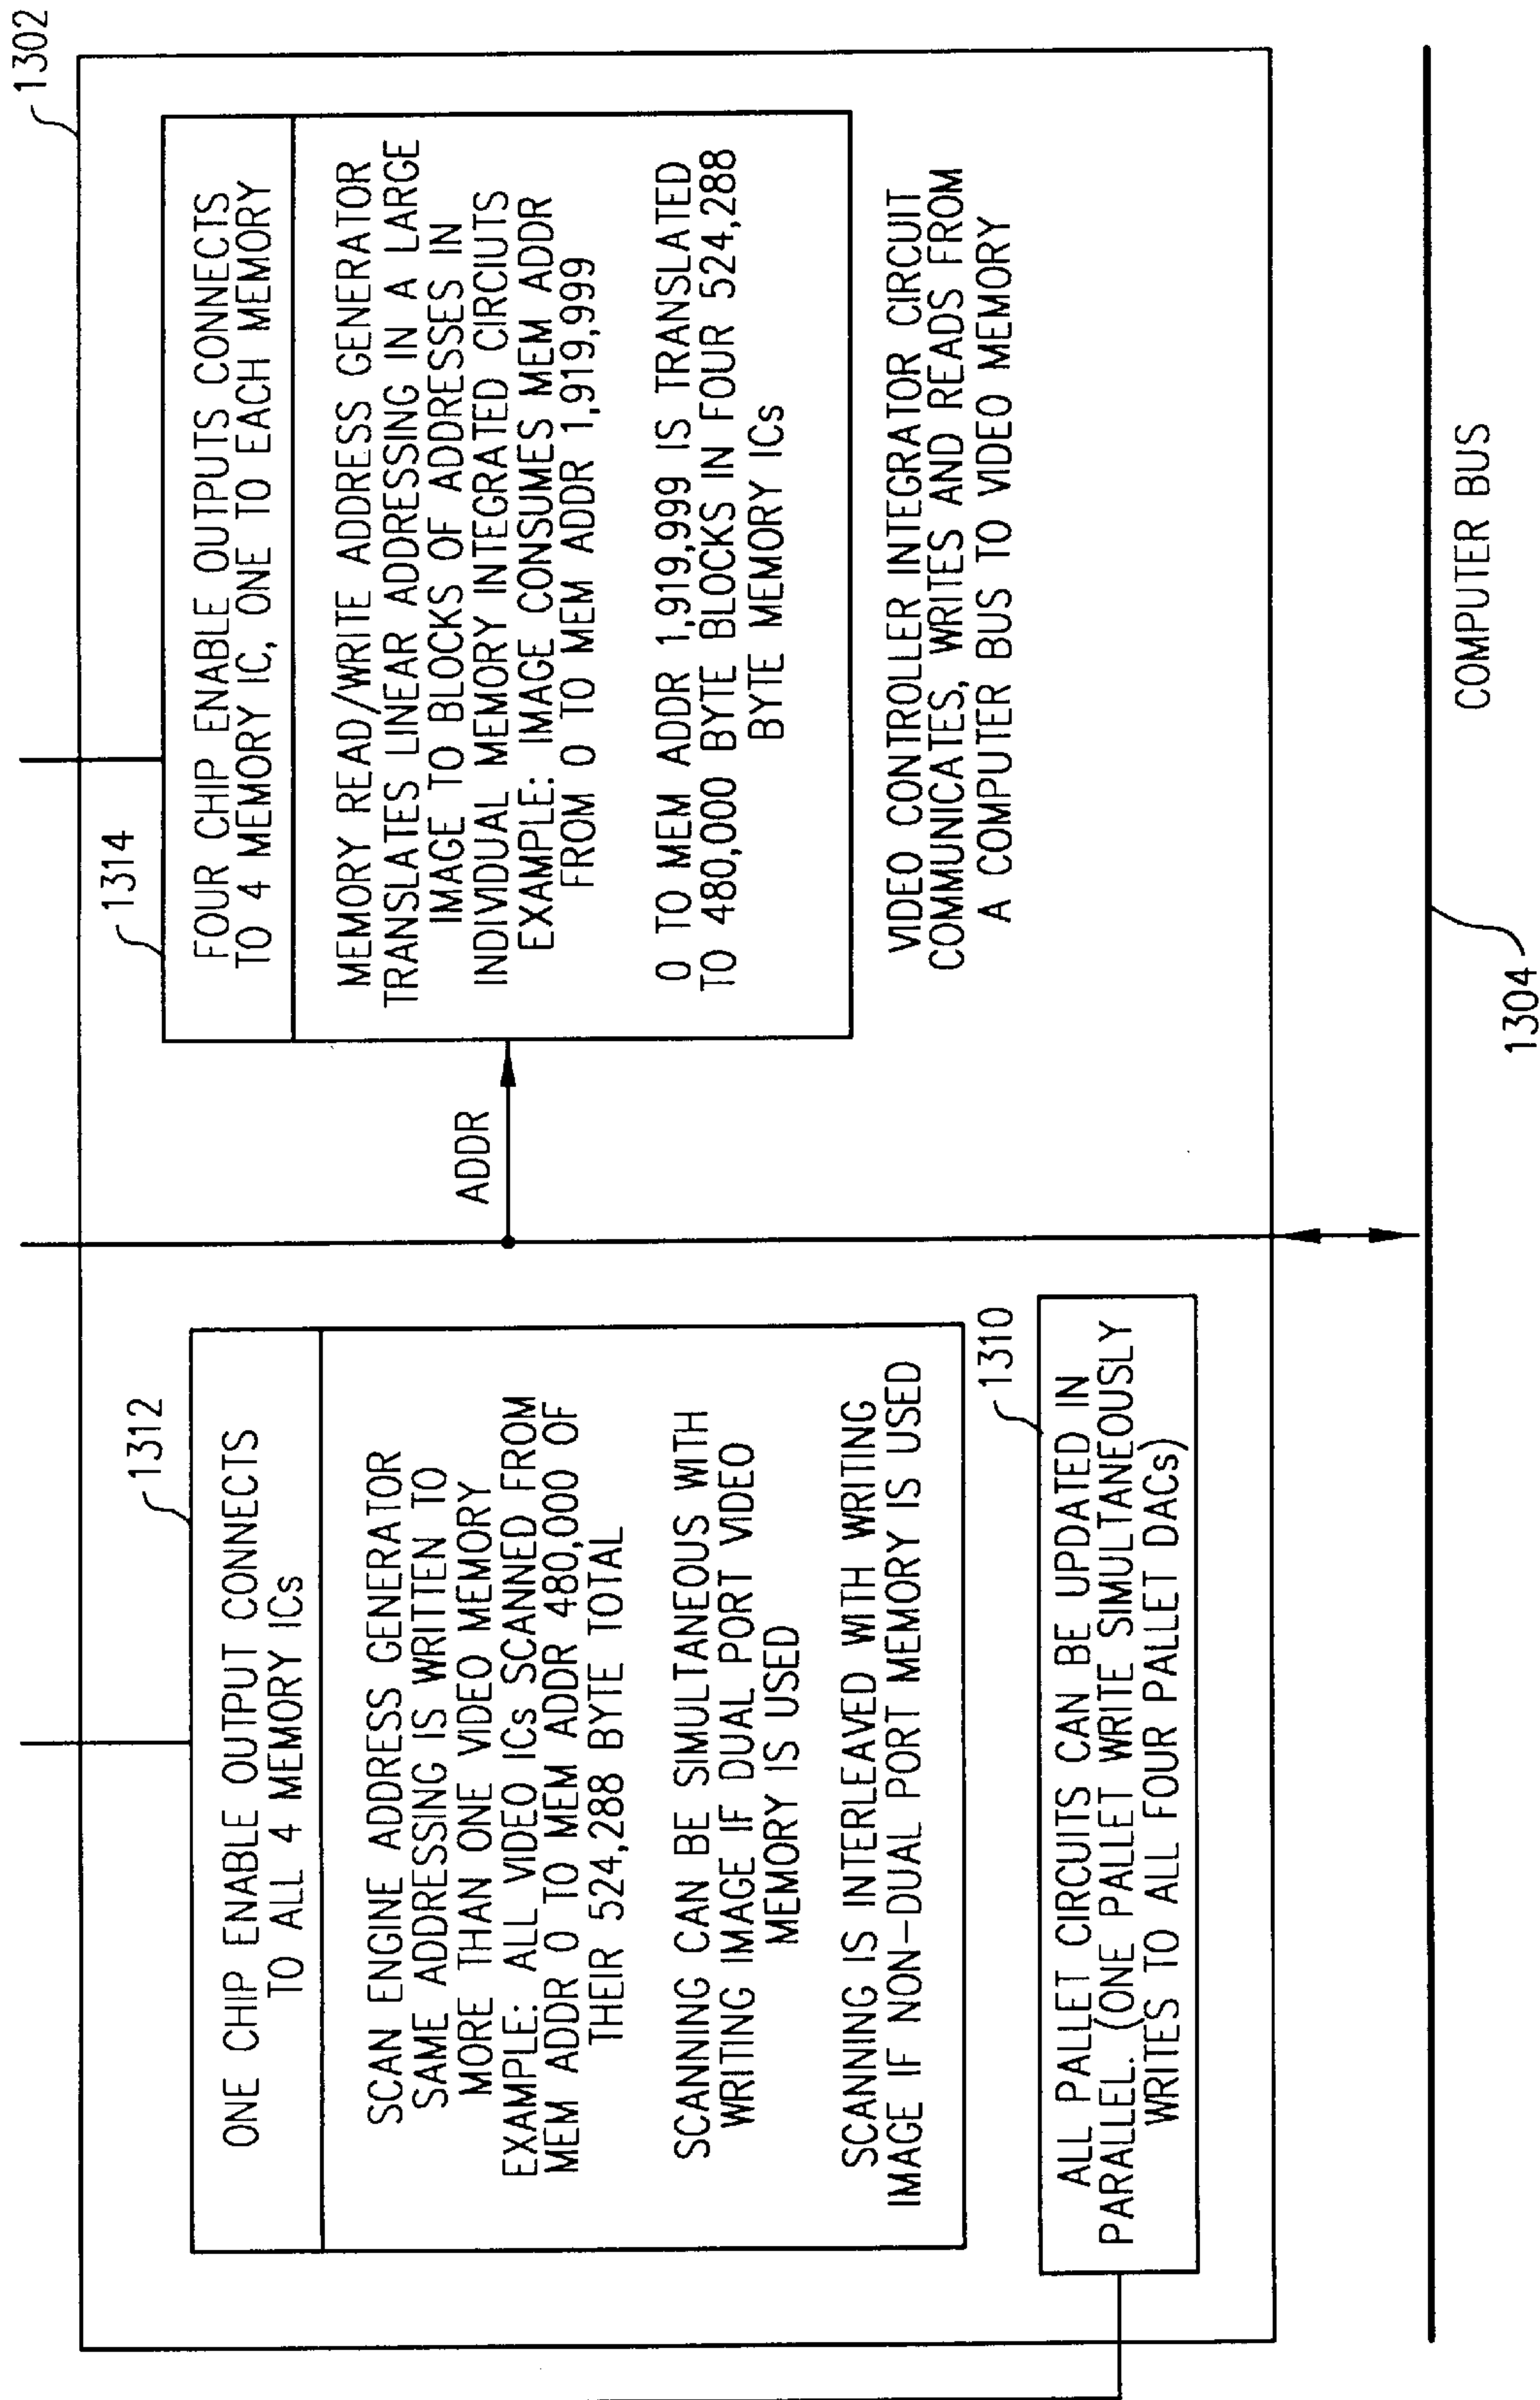 1302
1312
ONE CHIP ENABLE OUTPUT CONNECTS
TO ALL 4 MEMORY ICs
SCAN ENGINE ADDRESS GENERATOR
SAME ADDRESSING IS WRITTEN TO
MORE THAN ONE VIDEO MEMORY
EXAMPLE: ALL VIDEO ICs SCANNED FROM
MEM ADDR 0 TO MEM ADDR 480,000 OF
THEIR 524,288 BYTE TOTAL
SCANNING CAN BE SIMULTANEOUS WITH
WRITING IMAGE IF DUAL PORT VIDEO
MEMORY IS USED
SCANNING IS INTERLEAVED WITH WRITING
IMAGE IF NON-DUAL PORT MEMORY IS USED
1310
ALL PALLET CIRCUITS CAN BE UPDATED IN
PARALLEL. (ONE PALLET WRITE SIMULTANEOUSLY
WRITES TO ALL FOUR PALLET DACs)
ADDR
1314
FOUR CHIP ENABLE OUTPUTS CONNECTS
TO 4 MEMORY IC, ONE TO EACH MEMORY
MEMORY READ/WRITE ADDRESS GENERATOR
TRANSLATES LINEAR ADDRESSING IN A LARGE
IMAGE TO BLOCKS OF ADDRESSES IN
INDIVIDUAL MEMORY INTEGRATED CIRCIUTS
EXAMPLE: IMAGE CONSUMES MEM ADDR
FROM 0 TO MEM ADDR 1,919,999
0 TO MEM ADDR 1,919,999 IS TRANSLATED
TO 480,000 BYTE BLOCKS IN FOUR 524,288
BYTE MEMORY ICs
VIDEO CONTROLLER INTEGRATOR CIRCUIT
COMMUNICATES, WRITES AND READS FROM
A COMPUTER BUS TO VIDEO MEMORY
COMPUTER BUS
1304